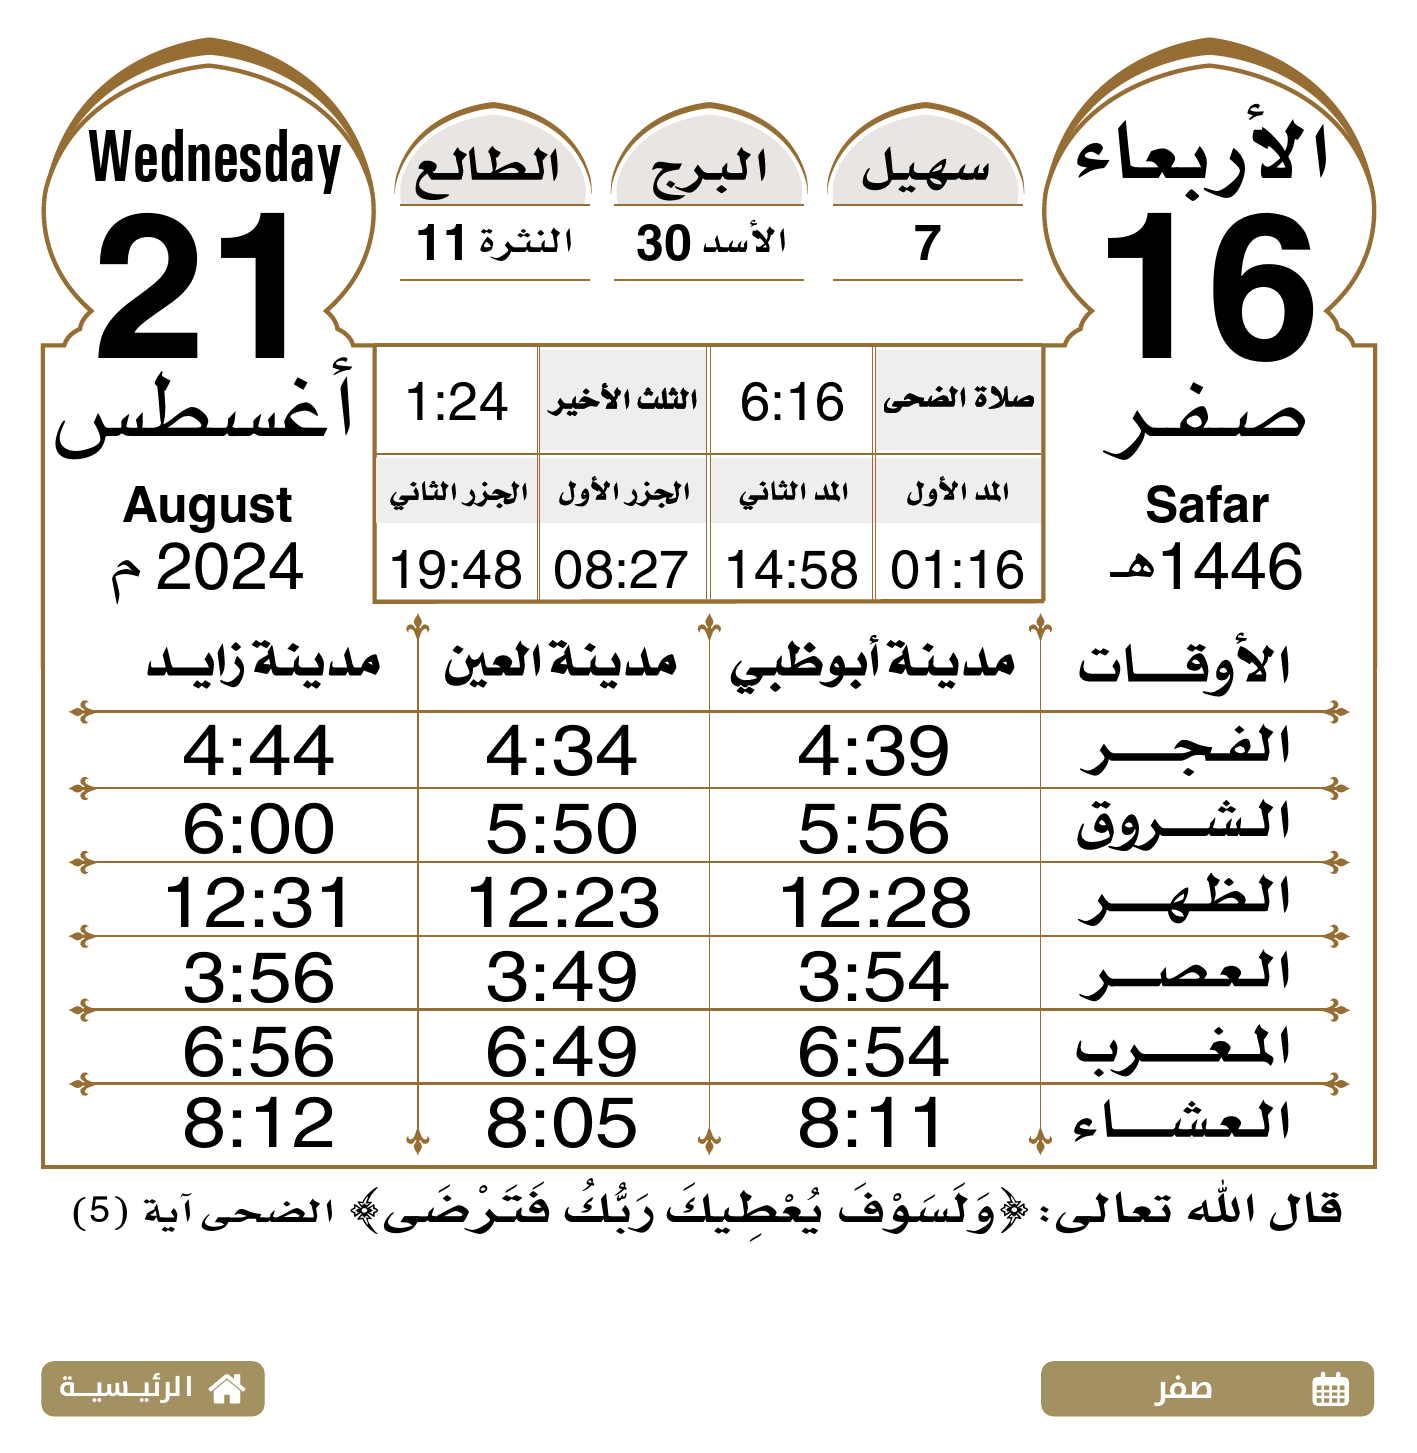 الأربعاء
16
صفر
Safar
1446هـ
سهيل
7
البرج
الأسد 30
الطالع
النثرة 11
Wednesday
21
أغسطس
August
2024 م
صلاة الضحى 6:16 الثلث الأخير 1:24
المد الأول المد الثاني الجزر الأول الجزر الثاني
01:16 14:58 08:27 19:48
الأوقات مدينة أبوظبي مدينة العين مدينة زايد
الفجر 4:39 4:34 4:44
الشروق 5:56 5:50 6:00
الظهر 12:28 12:23 12:31
العصر 3:54 3:49 3:56
المغرب 6:54 6:49 6:56
العشاء 8:11 8:05 8:12
قال الله تعالى: ﴿وَلَسَوْفَ يُعْطِيكَ رَبُّكُ فَتَرْضَى﴾ الضحى آية (5)
صفر
الرئيسية